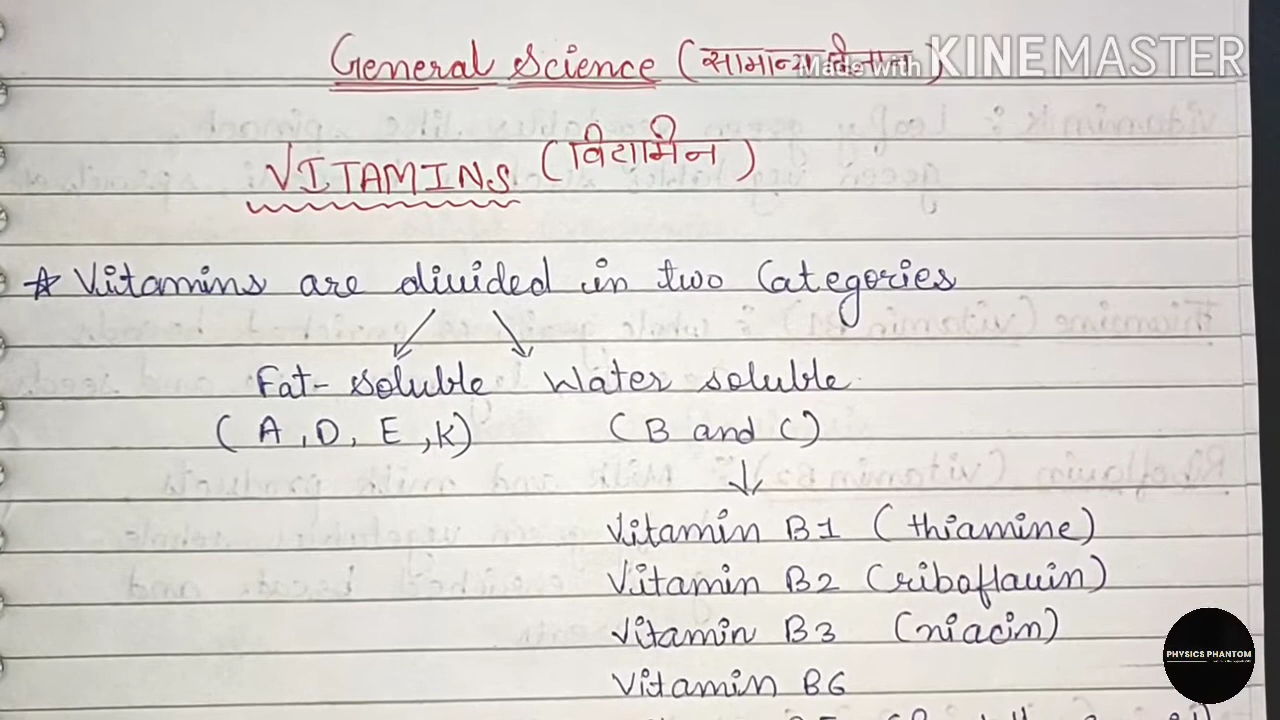 General Science (सामान्य विज्ञान)
Made with KINEMASTER
VITAMINS (विटामिन)
☆ Vitamins are divided in two Categories
Fat-soluble Water soluble
(A, D, E, K) (B and C)
Vitamin B1 (thiamine)
Vitamin B2 (riboflavin)
Vitamin B3 (niacin)
Vitamin B6
PHYSICS PHANTOM